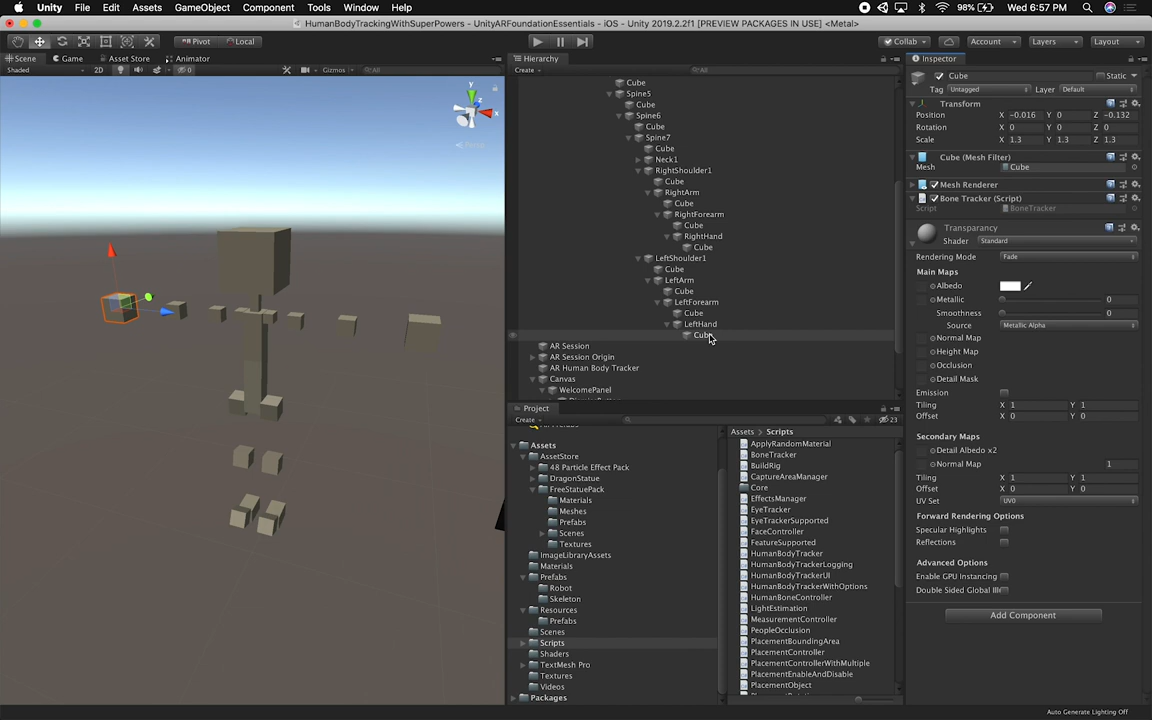 Unity File Edit Assets GameObject Component Tools Window Help 98% Wed 6:57 PM
HumanBodyTrackingWithSuperPowers - UnityARFoundationEssentials - iOS - Unity 2019.2.2f1 [PREVIEW PACKAGES IN USE] <Metal>
Pivot Local Collab Account Layers Layout
Scene Game Asset Store Animator
Shaded 2D 0 Gizmos All
y
x
z
Persp
Hierarchy
Create All
Cube
Spine5
Cube
Spine6
Cube
Spine7
Cube
Neck1
RightShoulder1
Cube
RightArm
Cube
RightForearm
Cube
RightHand
Cube
LeftShoulder1
Cube
LeftArm
Cube
LeftForearm
Cube
LeftHand
Cube
AR Session
AR Session Origin
AR Human Body Tracker
Canvas
WelcomePanel
Project
Create 23
Assets
AssetStore
48 Particle Effect Pack
DragonStatue
FreeStatuePack
Materials
Meshes
Prefabs
Scenes
Textures
ImageLibraryAssets
Materials
Prefabs
Robot
Skeleton
Resources
Prefabs
Scenes
Scripts
Shaders
TextMesh Pro
Textures
Videos
Packages
Assets > Scripts
ApplyRandomMaterial
BoneTracker
BuildRig
CaptureAreaManager
Core
EffectsManager
EyeTracker
EyeTrackerSupported
FaceController
FeatureSupported
HumanBodyTracker
HumanBodyTrackerLogging
HumanBodyTrackerUI
HumanBodyTrackerWithOptions
HumanBoneController
LightEstimation
MeasurementController
PeopleOcclusion
PlacementBoundingArea
PlacementController
PlacementControllerWithMultiple
PlacementEnableAndDisable
PlacementObject
Inspector
Cube Static
Tag Untagged Layer Default
Transform
Position X -0.016 Y 0 Z -0.132
Rotation X 0 Y 0 Z 0
Scale X 1.3 Y 1.3 Z 1.3
Cube (Mesh Filter)
Mesh Cube
Mesh Renderer
Bone Tracker (Script)
Script BoneTracker
Transparency
Shader Standard
Rendering Mode Fade
Main Maps
Albedo
Metallic 0
Smoothness 0
Source Metallic Alpha
Normal Map
Height Map
Occlusion
Detail Mask
Emission
Tiling X 1 Y 1
Offset X 0 Y 0
Secondary Maps
Detail Albedo x2
Normal Map 1
Tiling X 1 Y 1
Offset X 0 Y 0
UV Set UV0
Forward Rendering Options
Specular Highlights
Reflections
Advanced Options
Enable GPU Instancing
Double Sided Global Ill
Add Component
Auto Generate Lighting Off